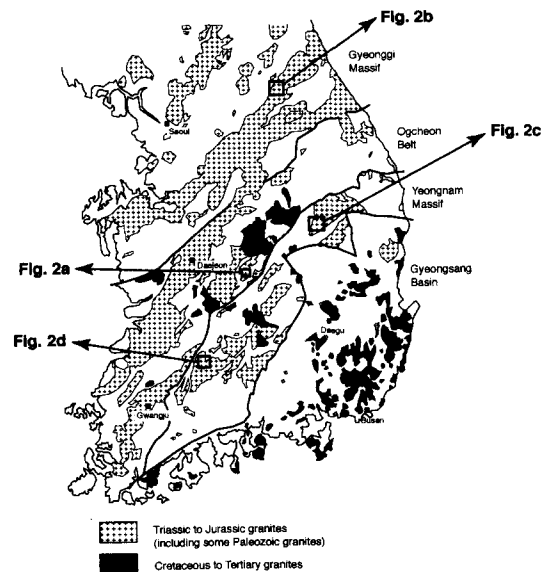 Fig. 2b
Gyeonggi
Massif
Seoul
Ogcheon
Belt
Fig. 2c
Yeongnam
Massif
Fig. 2a
Daejeon
Gyeongsang
Basin
Daegu
Fig. 2d
Gwangju
Busan
Triassic to Jurassic granites
(including some Paleozoic granites)
Cretaceous to Tertiary granites